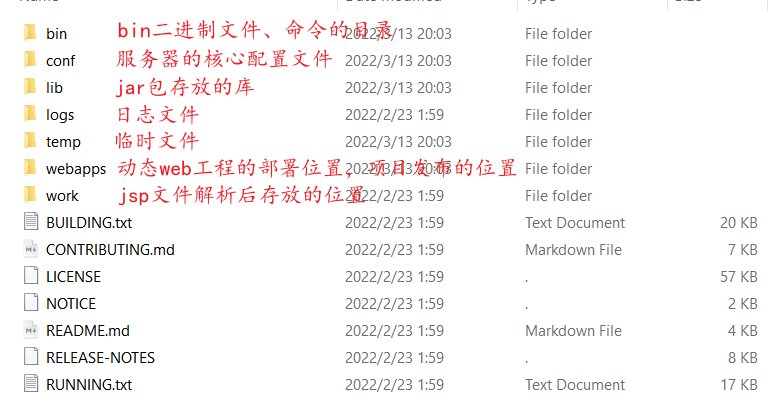 Name Date Modified Type Size
bin bin二进制文件、命令的目录 2022/3/13 20:03 File folder
conf 服务器的核心配置文件 2022/3/13 20:03 File folder
lib jar包存放的库 2022/3/13 20:03 File folder
logs 日志文件 2022/2/23 1:59 File folder
temp 临时文件 2022/3/13 20:03 File folder
webapps 动态web工程的部署位置，项目发布的位置 2022/3/13 20:03 File folder
work jsp文件解析后存放的位置 2022/2/23 1:59 File folder
BUILDING.txt 2022/2/23 1:59 Text Document 20 KB
CONTRIBUTING.md 2022/2/23 1:59 Markdown File 7 KB
LICENSE 2022/2/23 1:59 . 57 KB
NOTICE 2022/2/23 1:59 . 2 KB
README.md 2022/2/23 1:59 Markdown File 4 KB
RELEASE-NOTES 2022/2/23 1:59 . 8 KB
RUNNING.txt 2022/2/23 1:59 Text Document 17 KB